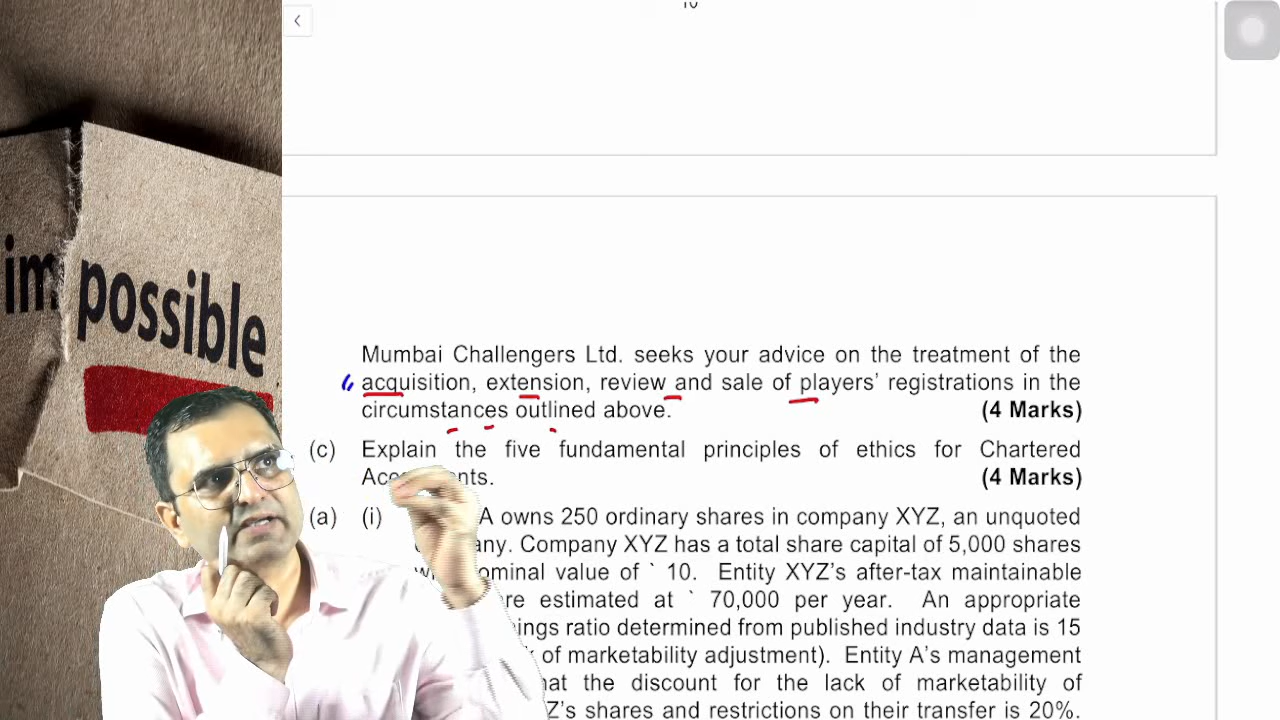 10
im possible
Mumbai Challengers Ltd. seeks your advice on the treatment of the
acquisition, extension, review and sale of players' registrations in the
circumstances outlined above. (4 Marks)
(c) Explain the five fundamental principles of ethics for Chartered
(4 Marks)
(a) (i) A owns 250 ordinary shares in company XYZ, an unquoted
Company XYZ has a total share capital of 5,000 shares
value of ` 10. Entity XYZ's after-tax maintainable
estimated at ` 70,000 per year. An appropriate
ratio determined from published industry data is 15
of marketability adjustment). Entity A's management
the discount for the lack of marketability of
shares and restrictions on their transfer is 20%.